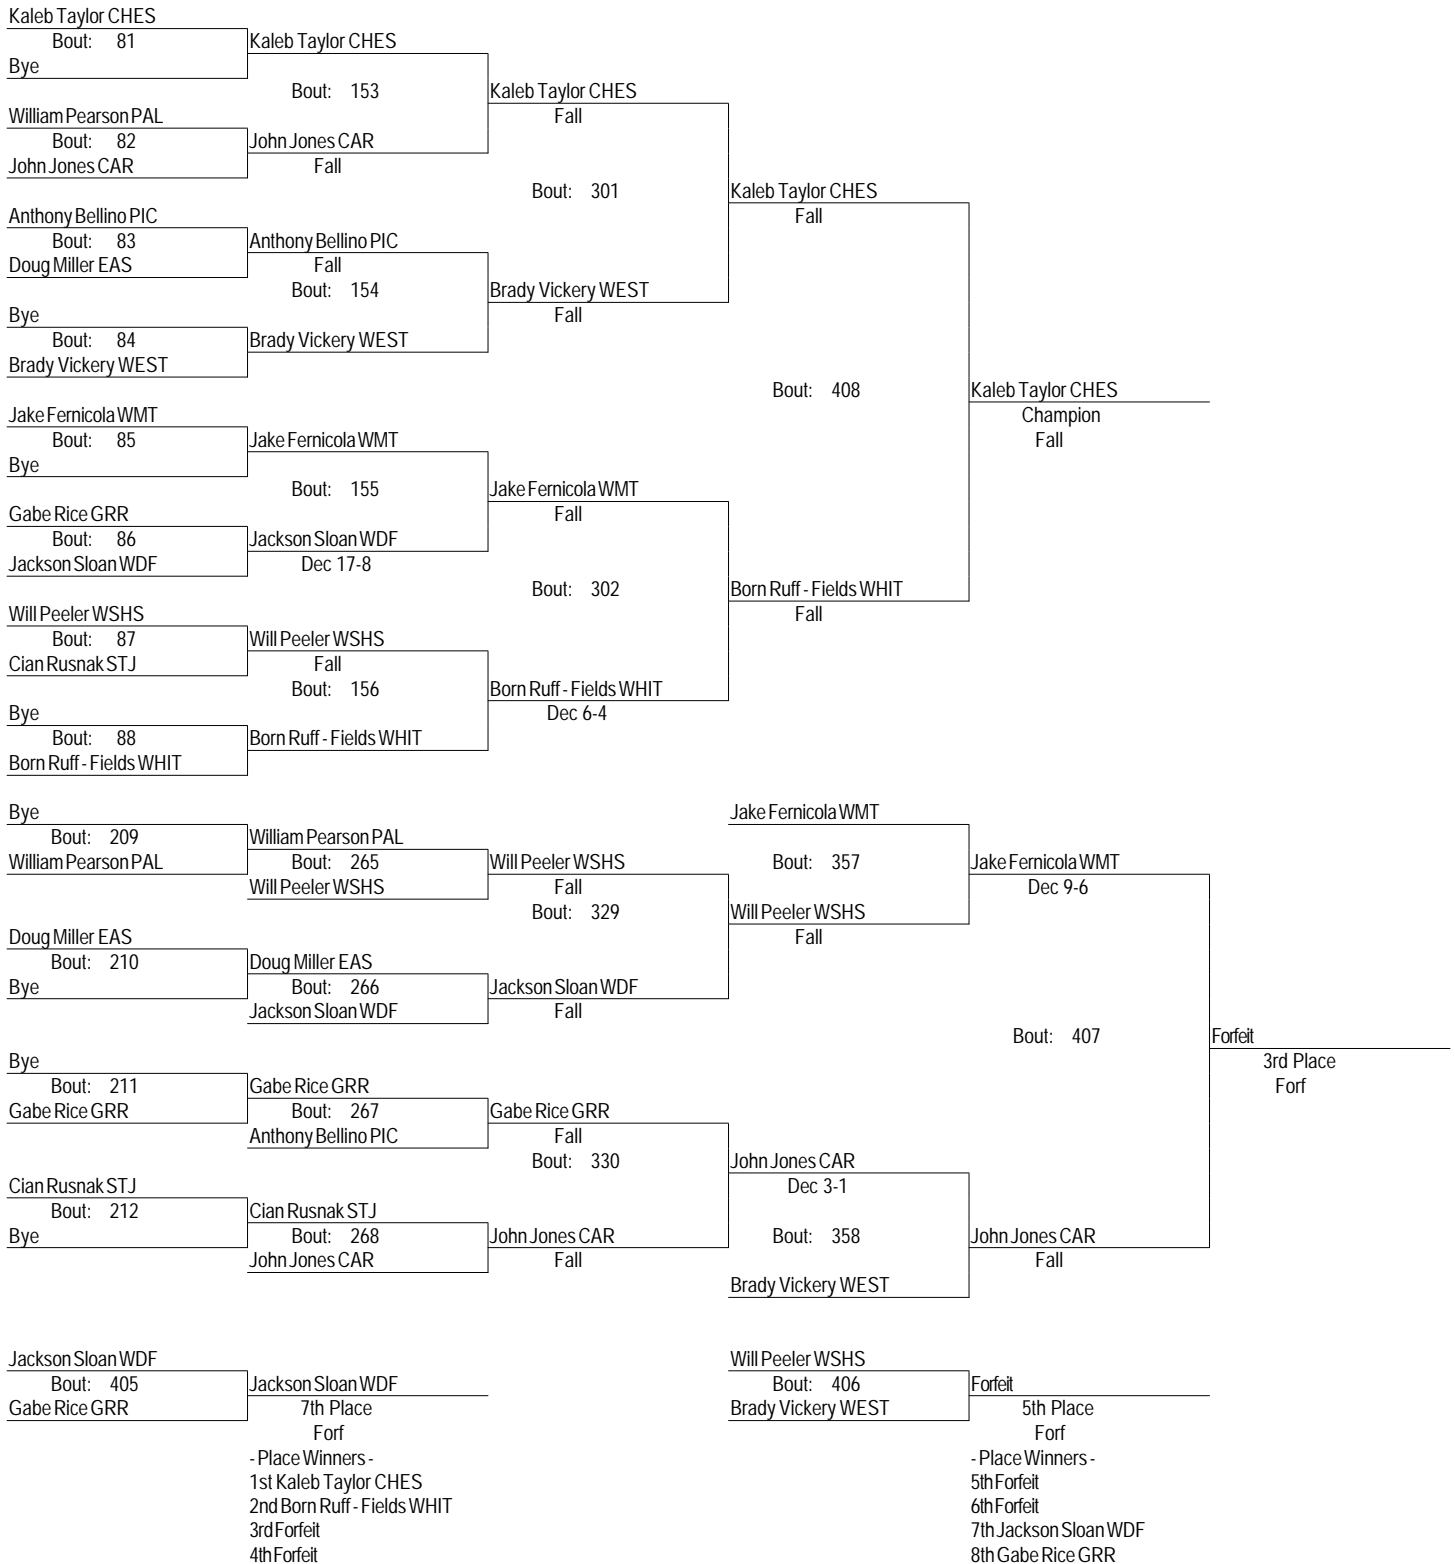 Kaleb Taylor CHES
Bout: 81
Kaleb Taylor CHES
Bye
Bout: 153
Kaleb Taylor CHES
William Pearson PAL
Fall
Bout: 82
John Jones CAR
John Jones CAR
Fall
Bout: 301
Kaleb Taylor CHES
Anthony Bellino PIC
Fall
Bout: 83
Anthony Bellino PIC
Doug Miller EAS
Fall
Bout: 154
Brady Vickery WEST
Bye
Fall
Bout: 84
Brady Vickery WEST
Brady Vickery WEST
Bout: 408
Kaleb Taylor CHES
Jake Fernicola WMT
Champion
Bout: 85
Jake Fernicola WMT
Fall
Bye
Bout: 155
Jake Fernicola WMT
Gabe Rice GRR
Fall
Bout: 86
Jackson Sloan WDF
Jackson Sloan WDF
Dec 17-8
Bout: 302
Born Ruff - Fields WHIT
Will Peeler WSHS
Fall
Bout: 87
Will Peeler WSHS
Cian Rusnak STJ
Fall
Bout: 156
Born Ruff - Fields WHIT
Bye
Dec 6-4
Bout: 88
Born Ruff - Fields WHIT
Born Ruff - Fields WHIT
Bye
Jake Fernicola WMT
Bout: 209
William Pearson PAL
William Pearson PAL
Bout: 265
Will Peeler WSHS
Bout: 357
Jake Fernicola WMT
Will Peeler WSHS
Fall
Dec 9-6
Bout: 329
Will Peeler WSHS
Doug Miller EAS
Fall
Bout: 210
Doug Miller EAS
Bye
Bout: 266
Jackson Sloan WDF
Jackson Sloan WDF
Fall
Bout: 407
Forfeit
Bye
3rd Place
Bout: 211
Gabe Rice GRR
Forf
Gabe Rice GRR
Bout: 267
Gabe Rice GRR
Anthony Bellino PIC
Fall
Bout: 330
John Jones CAR
Cian Rusnak STJ
Dec 3-1
Bout: 212
Cian Rusnak STJ
Bye
Bout: 268
John Jones CAR
Bout: 358
John Jones CAR
John Jones CAR
Fall
Fall
Brady Vickery WEST
Jackson Sloan WDF
Will Peeler WSHS
Bout: 405
Jackson Sloan WDF
Bout: 406
Forfeit
Gabe Rice GRR
7th Place
Brady Vickery WEST
5th Place
Forf
Forf
- Place Winners -
- Place Winners -
1st Kaleb Taylor CHES
5th Forfeit
2nd Born Ruff - Fields WHIT
6th Forfeit
3rd Forfeit
7th Jackson Sloan WDF
4th Forfeit
8th Gabe Rice GRR